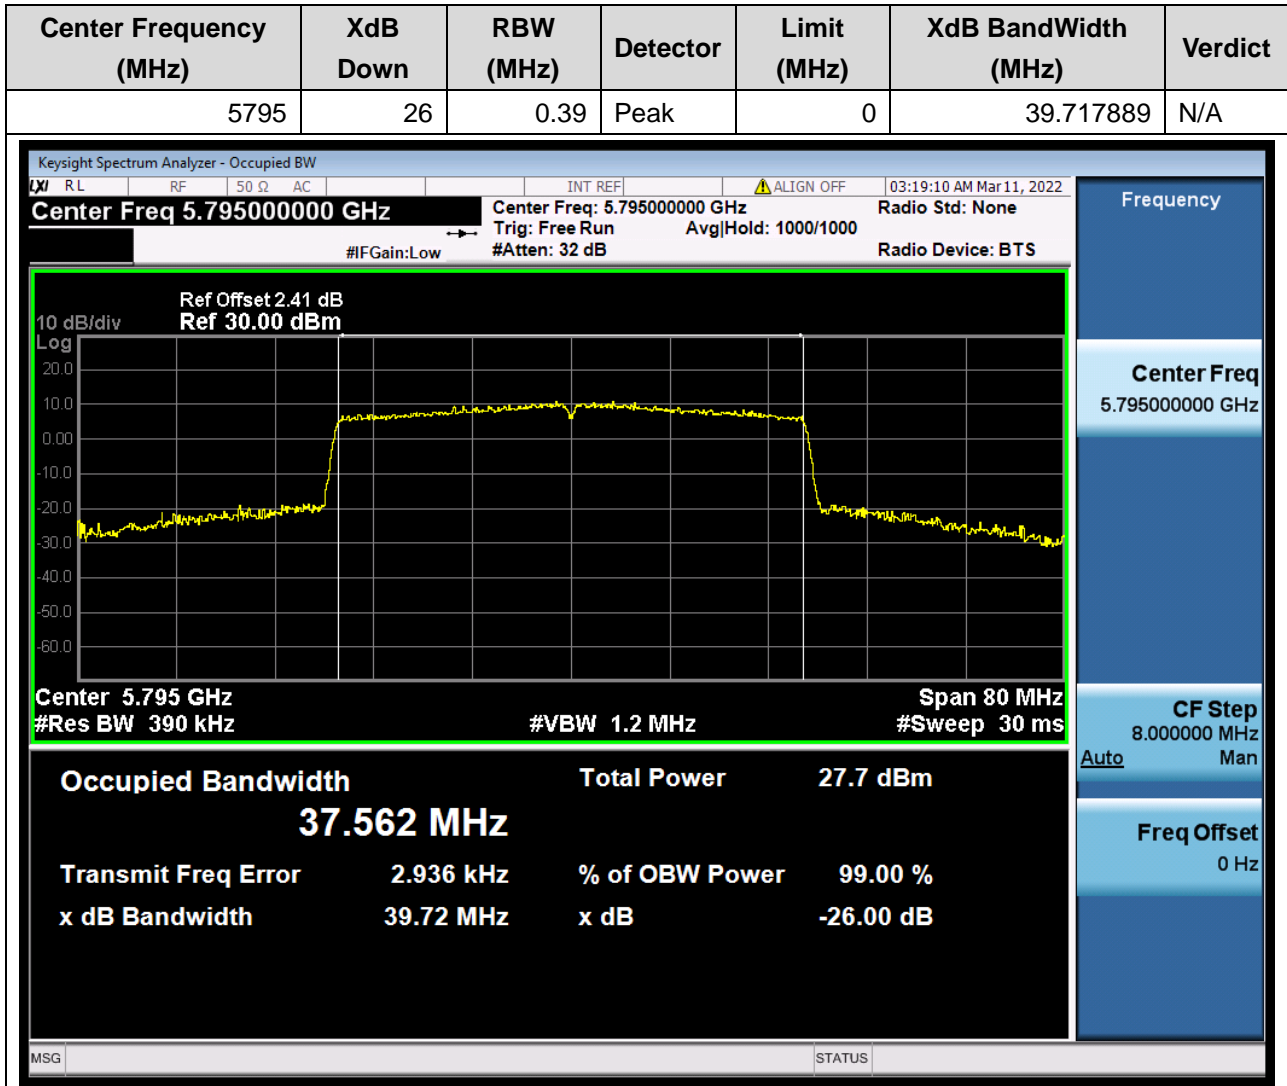 Center Frequency (MHz) XdB Down RBW (MHz) Detector Limit (MHz) XdB BandWidth (MHz) Verdict
5795 26 0.39 Peak 0 39.717889 N/A
Keysight Spectrum Analyzer - Occupied BW
LXI RL RF 50 Ω AC INT REF ALIGN OFF 03:19:10 AM Mar 11, 2022
Center Freq 5.795000000 GHz
Center Freq: 5.795000000 GHz
Radio Std: None
Trig: Free Run Avg|Hold: 1000/1000
#IFGain:Low
#Atten: 32 dB
Radio Device: BTS
Ref Offset 2.41 dB
10 dB/div Ref 30.00 dBm
Log
20.0
10.0
0.00
-10.0
-20.0
-30.0
-40.0
-50.0
-60.0
Center 5.795 GHz Span 80 MHz
#Res BW 390 kHz #VBW 1.2 MHz #Sweep 30 ms
Occupied Bandwidth Total Power 27.7 dBm
37.562 MHz
Transmit Freq Error 2.936 kHz % of OBW Power 99.00 %
x dB Bandwidth 39.72 MHz x dB -26.00 dB
Frequency
Center Freq
5.795000000 GHz
CF Step
8.000000 MHz
Auto Man
Freq Offset
0 Hz
MSG STATUS